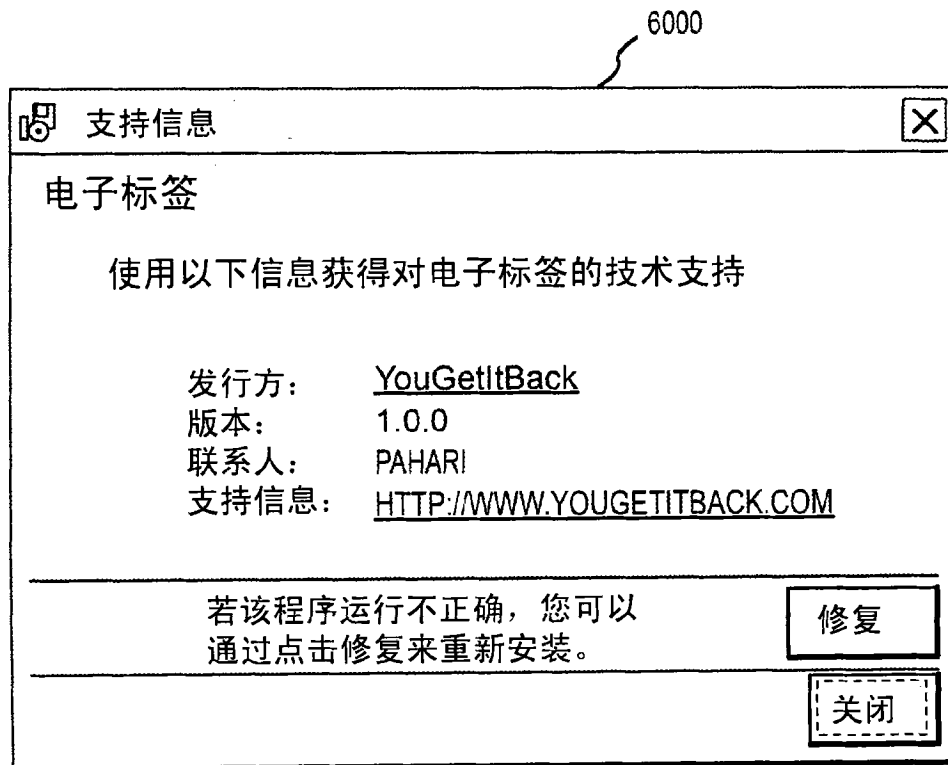 6000
支持信息
电子标签
使用以下信息获得对电子标签的技术支持
发行方： YouGetItBack
版本： 1.0.0
联系人： PAHARI
支持信息： HTTP://WWW.YOUGETITBACK.COM
若该程序运行不正确，您可以
通过点击修复来重新安装。
修复
关闭